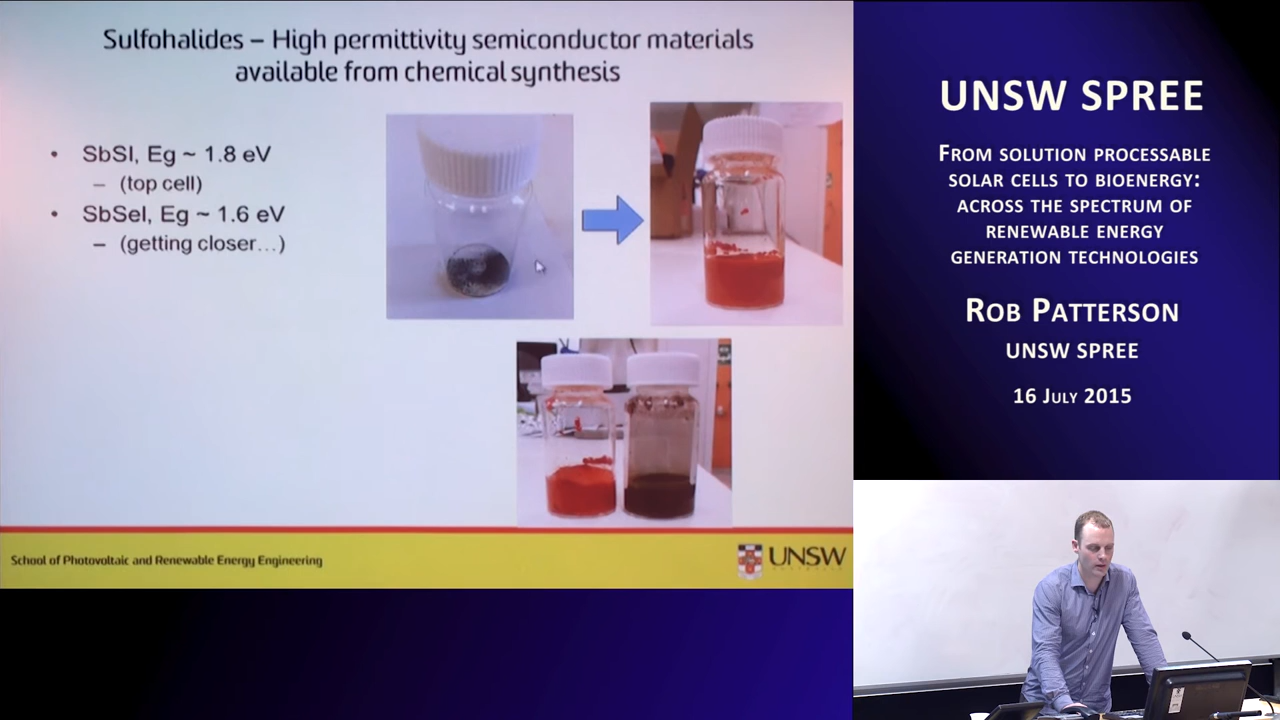 Sulfohalides – High permittivity semiconductor materials
available from chemical synthesis
• SbSI, Eg ~ 1.8 eV
– (top cell)
• SbSeI, Eg ~ 1.6 eV
– (getting closer…)
School of Photovoltaic and Renewable Energy Engineering
UNSW
UNSW SPREE
From solution processable
solar cells to bioenergy:
across the spectrum of
renewable energy
generation technologies
Rob Patterson
UNSW SPREE
16 July 2015